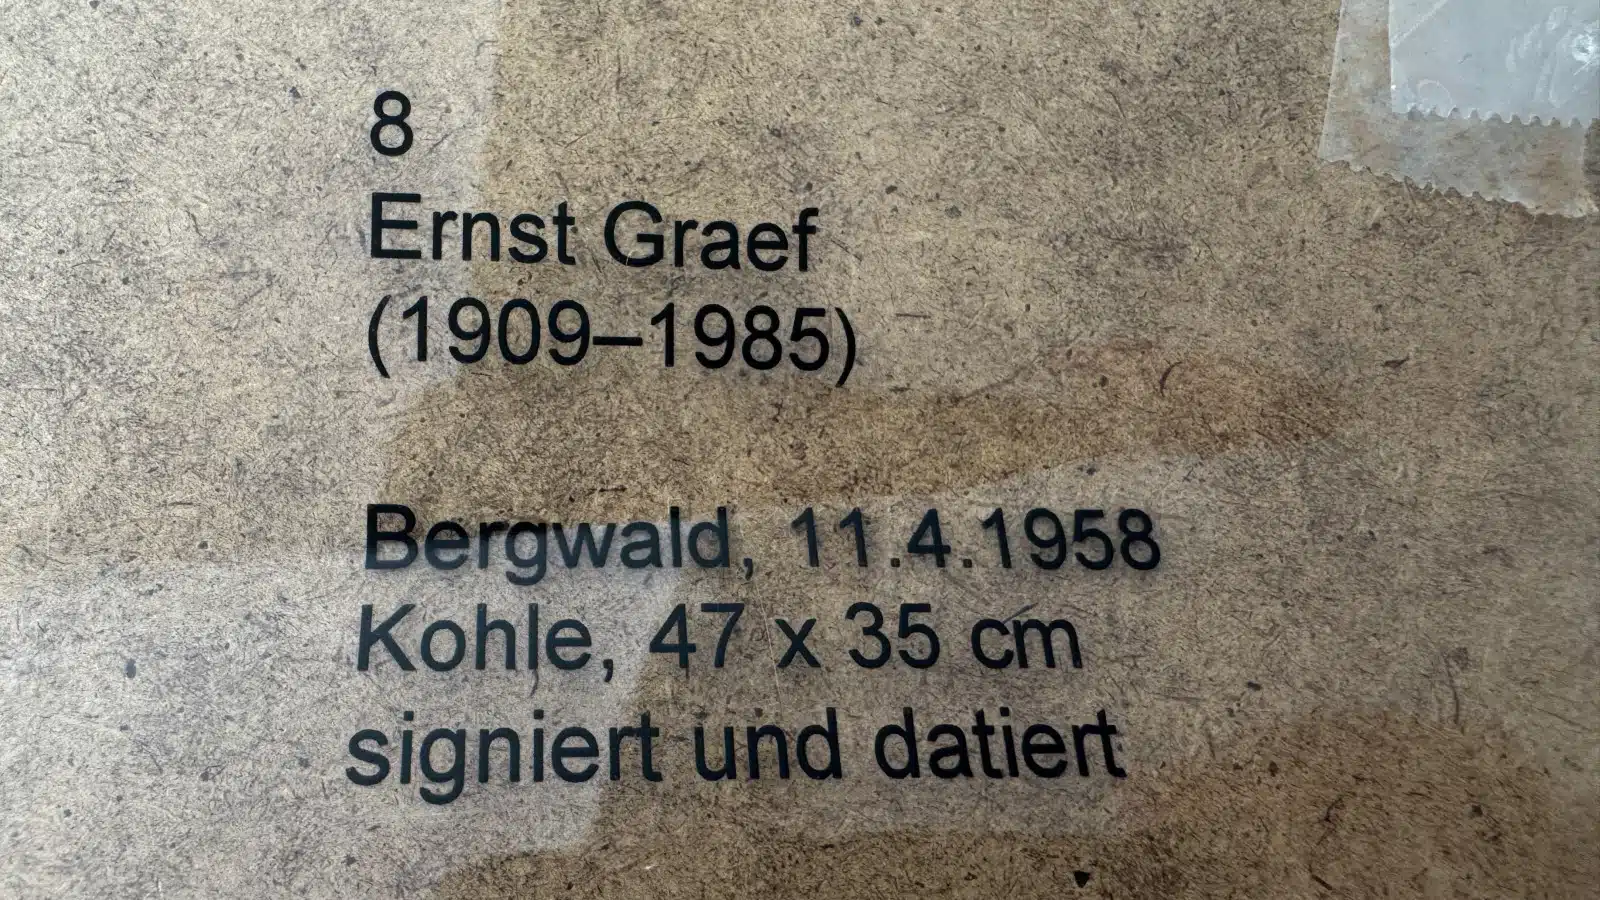 8
Ernst Graef
(1909–1985)
Bergwald, 11.4.1958
Kohle, 47 x 35 cm
signiert und datiert